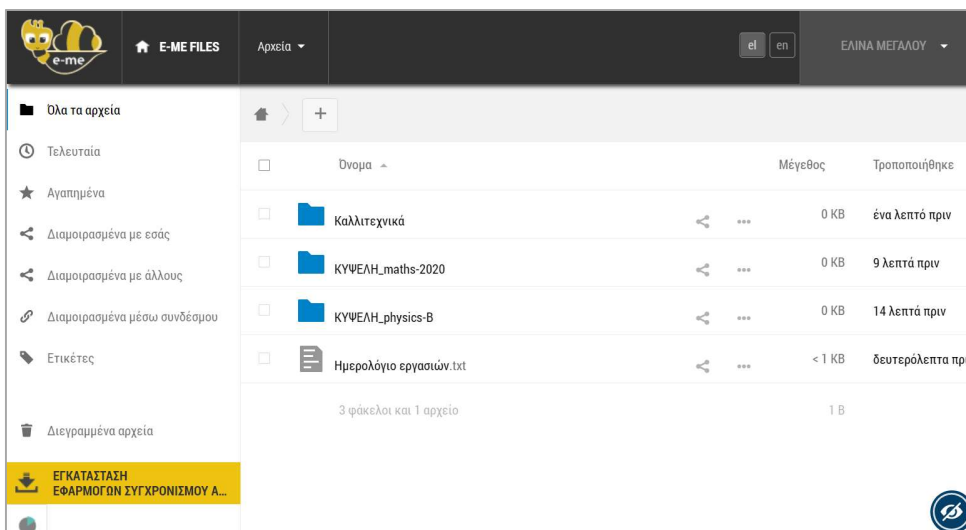 e-me
E-ME FILES
Αρχεία
el
en
ΕΛΙΝΑ ΜΕΓΑΛΟΥ
Όλα τα αρχεία
Τελευταία
Αγαπημένα
Διαμοιρασμένα με εσάς
Διαμοιρασμένα με άλλους
Διαμοιρασμένα μέσω συνδέσμου
Ετικέτες
Διεγραμμένα αρχεία
ΕΓΚΑΤΑΣΤΑΣΗ
ΕΦΑΡΜΟΓΩΝ ΣΥΓΧΡΟΝΙΣΜΟΥ Α...
+
Όνομα Μέγεθος Τροποποιήθηκε
Καλλιτεχνικά 0 KB ένα λεπτό πριν
ΚΥΨΕΛΗ_maths-2020 0 KB 9 λεπτά πριν
ΚΥΨΕΛΗ_physics-B 0 KB 14 λεπτά πριν
Ημερολόγιο εργασιών.txt < 1 KB δευτερόλεπτα
3 φάκελοι και 1 αρχείο 1 B